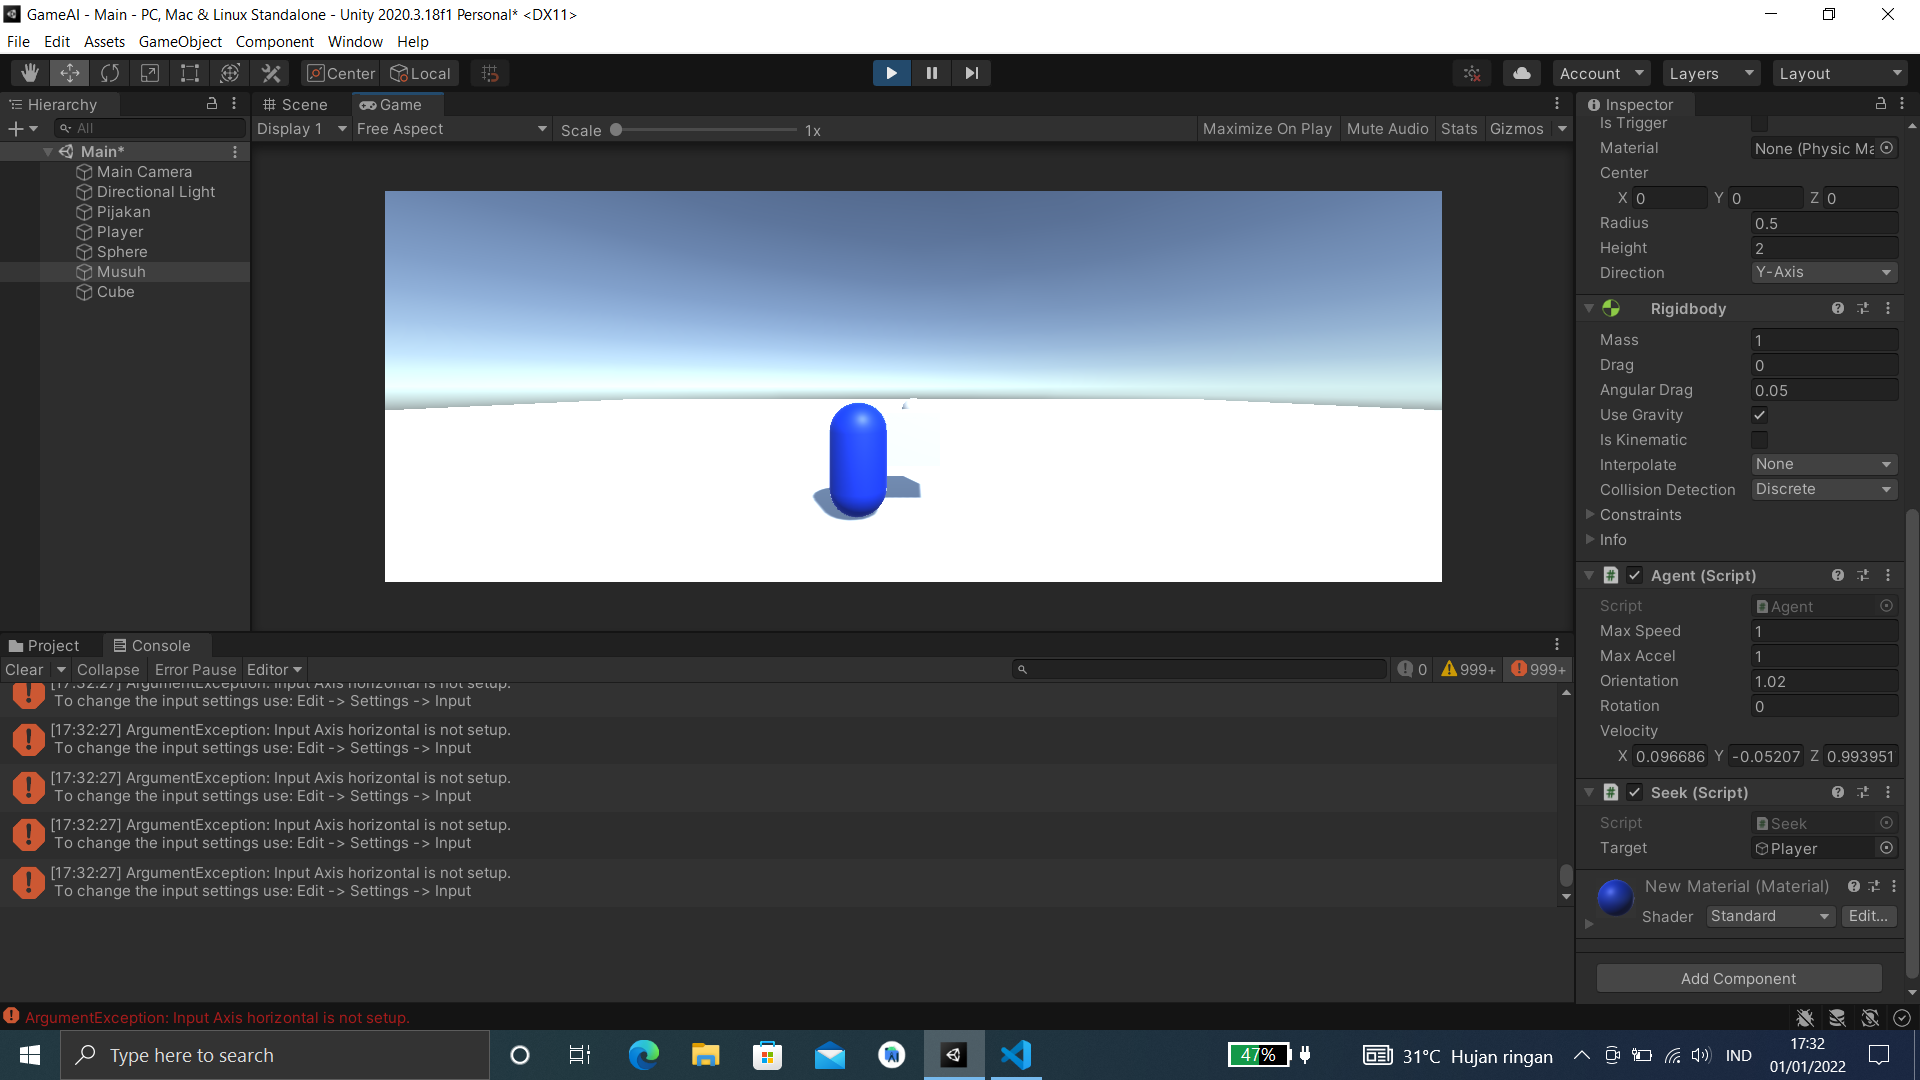 GameAI - Main - PC, Mac & Linux Standalone - Unity 2020.3.18f1 Personal* <DX11>
File Edit Assets GameObject Component Window Help
Center Local Account Layers Layout
Hierarchy
All
Main*
Main Camera
Directional Light
Pijakan
Player
Sphere
Musuh
Cube
Scene Game
Display 1 Free Aspect Scale 1x Maximize On Play Mute Audio Stats Gizmos
Project Console
Clear Collapse Error Pause Editor 0 999+ 999+
[17:32:27] ArgumentException: Input Axis horizontal is not setup.
To change the input settings use: Edit -> Settings -> Input
[17:32:27] ArgumentException: Input Axis horizontal is not setup.
To change the input settings use: Edit -> Settings -> Input
[17:32:27] ArgumentException: Input Axis horizontal is not setup.
To change the input settings use: Edit -> Settings -> Input
[17:32:27] ArgumentException: Input Axis horizontal is not setup.
To change the input settings use: Edit -> Settings -> Input
[17:32:27] ArgumentException: Input Axis horizontal is not setup.
To change the input settings use: Edit -> Settings -> Input
Inspector
Is Trigger
Material None (Physic Ma
Center
X 0 Y 0 Z 0
Radius 0.5
Height 2
Direction Y-Axis
Rigidbody
Mass 1
Drag 0
Angular Drag 0.05
Use Gravity
Is Kinematic
Interpolate None
Collision Detection Discrete
Constraints
Info
Agent (Script)
Script Agent
Max Speed 1
Max Accel 1
Orientation 1.02
Rotation 0
Velocity
X 0.096686 Y -0.05207 Z 0.993951
Seek (Script)
Script Seek
Target Player
New Material (Material)
Shader Standard Edit...
Add Component
ArgumentException: Input Axis horizontal is not setup.
Type here to search
47%
31°C Hujan ringan
IND
17:32
01/01/2022